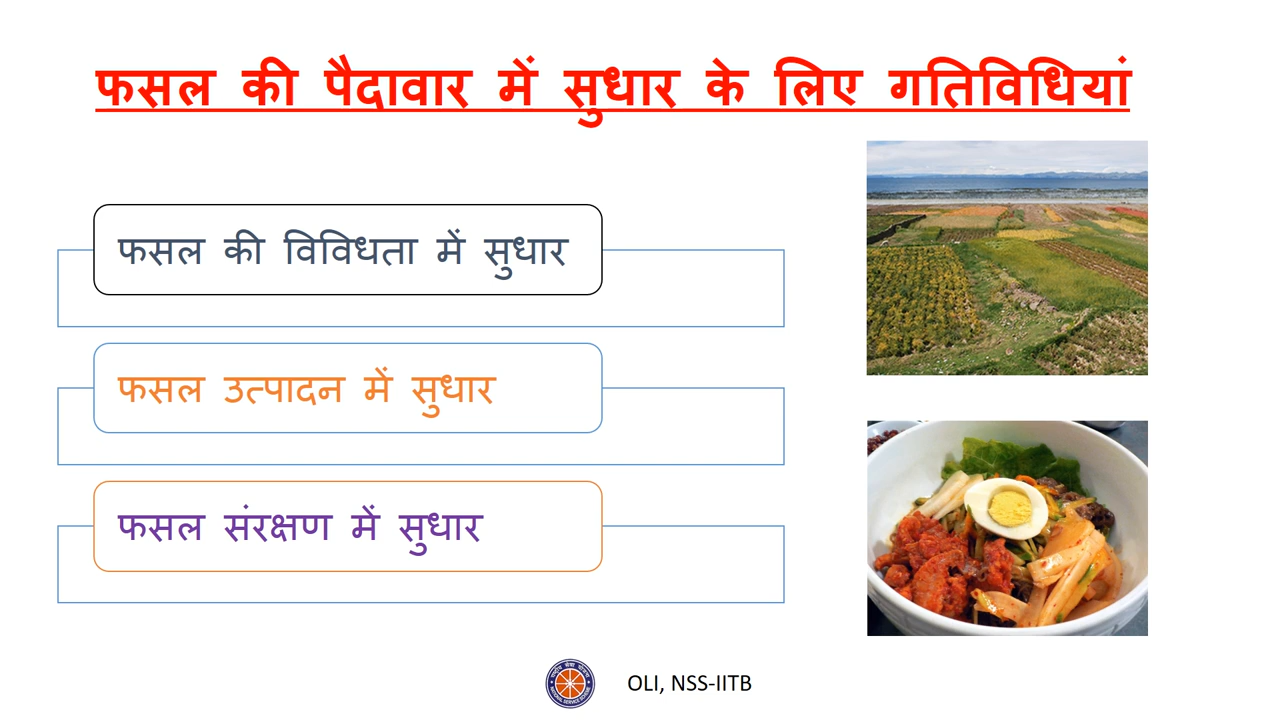 फसल की पैदावार में सुधार के लिए गतिविधियां
फसल की विविधता में सुधार
फसल उत्पादन में सुधार
फसल संरक्षण में सुधार
OLI, NSS-IITB